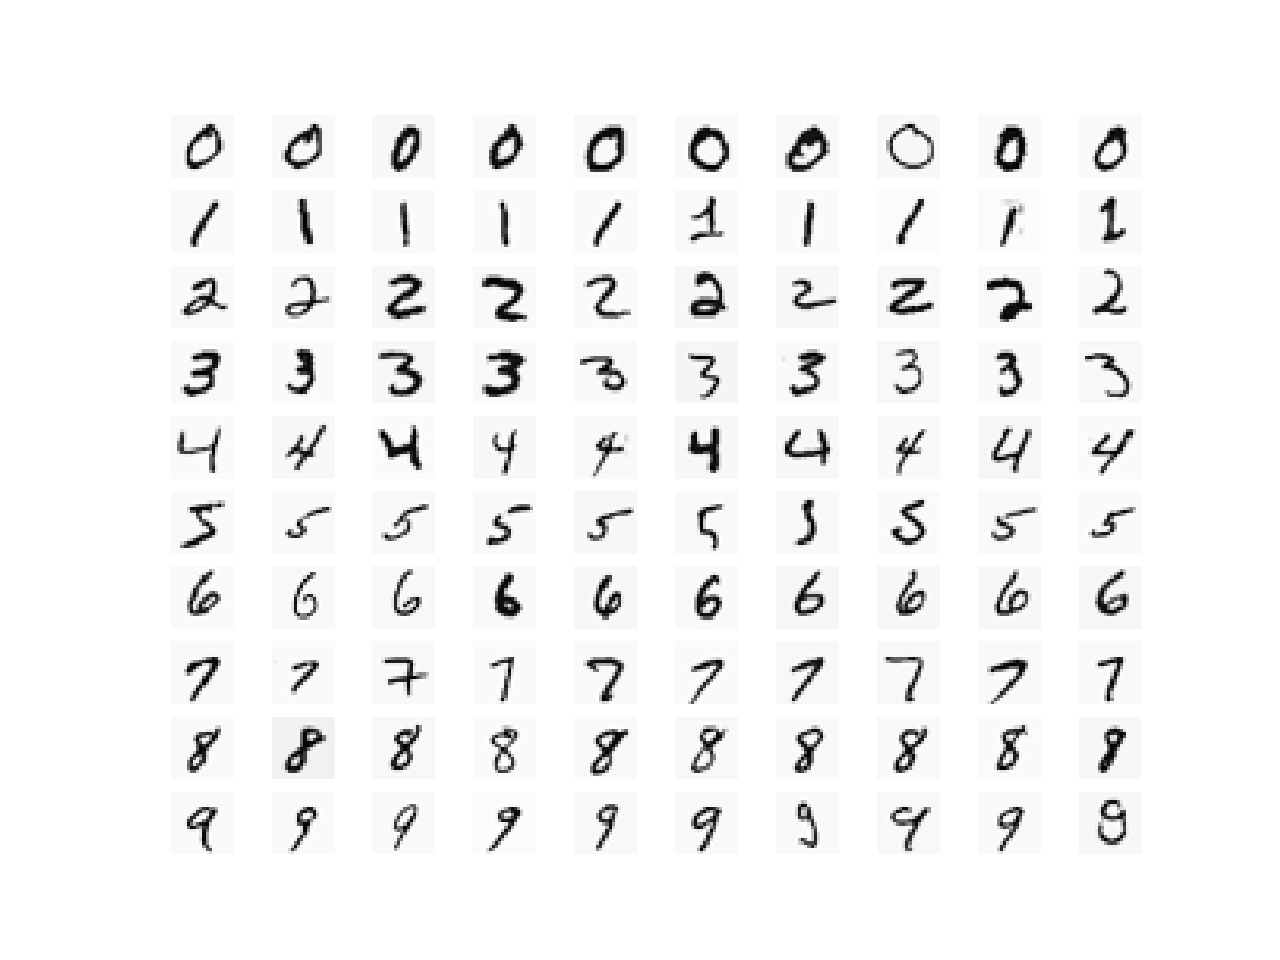 0 0 0 0 0 0 0 0 0 0
1 1 1 1 1 1 1 1 1 1
2 2 2 2 2 2 2 2 2 2
3 3 3 3 3 3 3 3 3 3
4 4 4 4 4 4 4 4 4 4
5 5 5 5 5 5 5 5 5 5
6 6 6 6 6 6 6 6 6 6
7 7 7 7 7 7 7 7 7 7
8 8 8 8 8 8 8 8 8 8
9 9 9 9 9 9 9 9 9 9